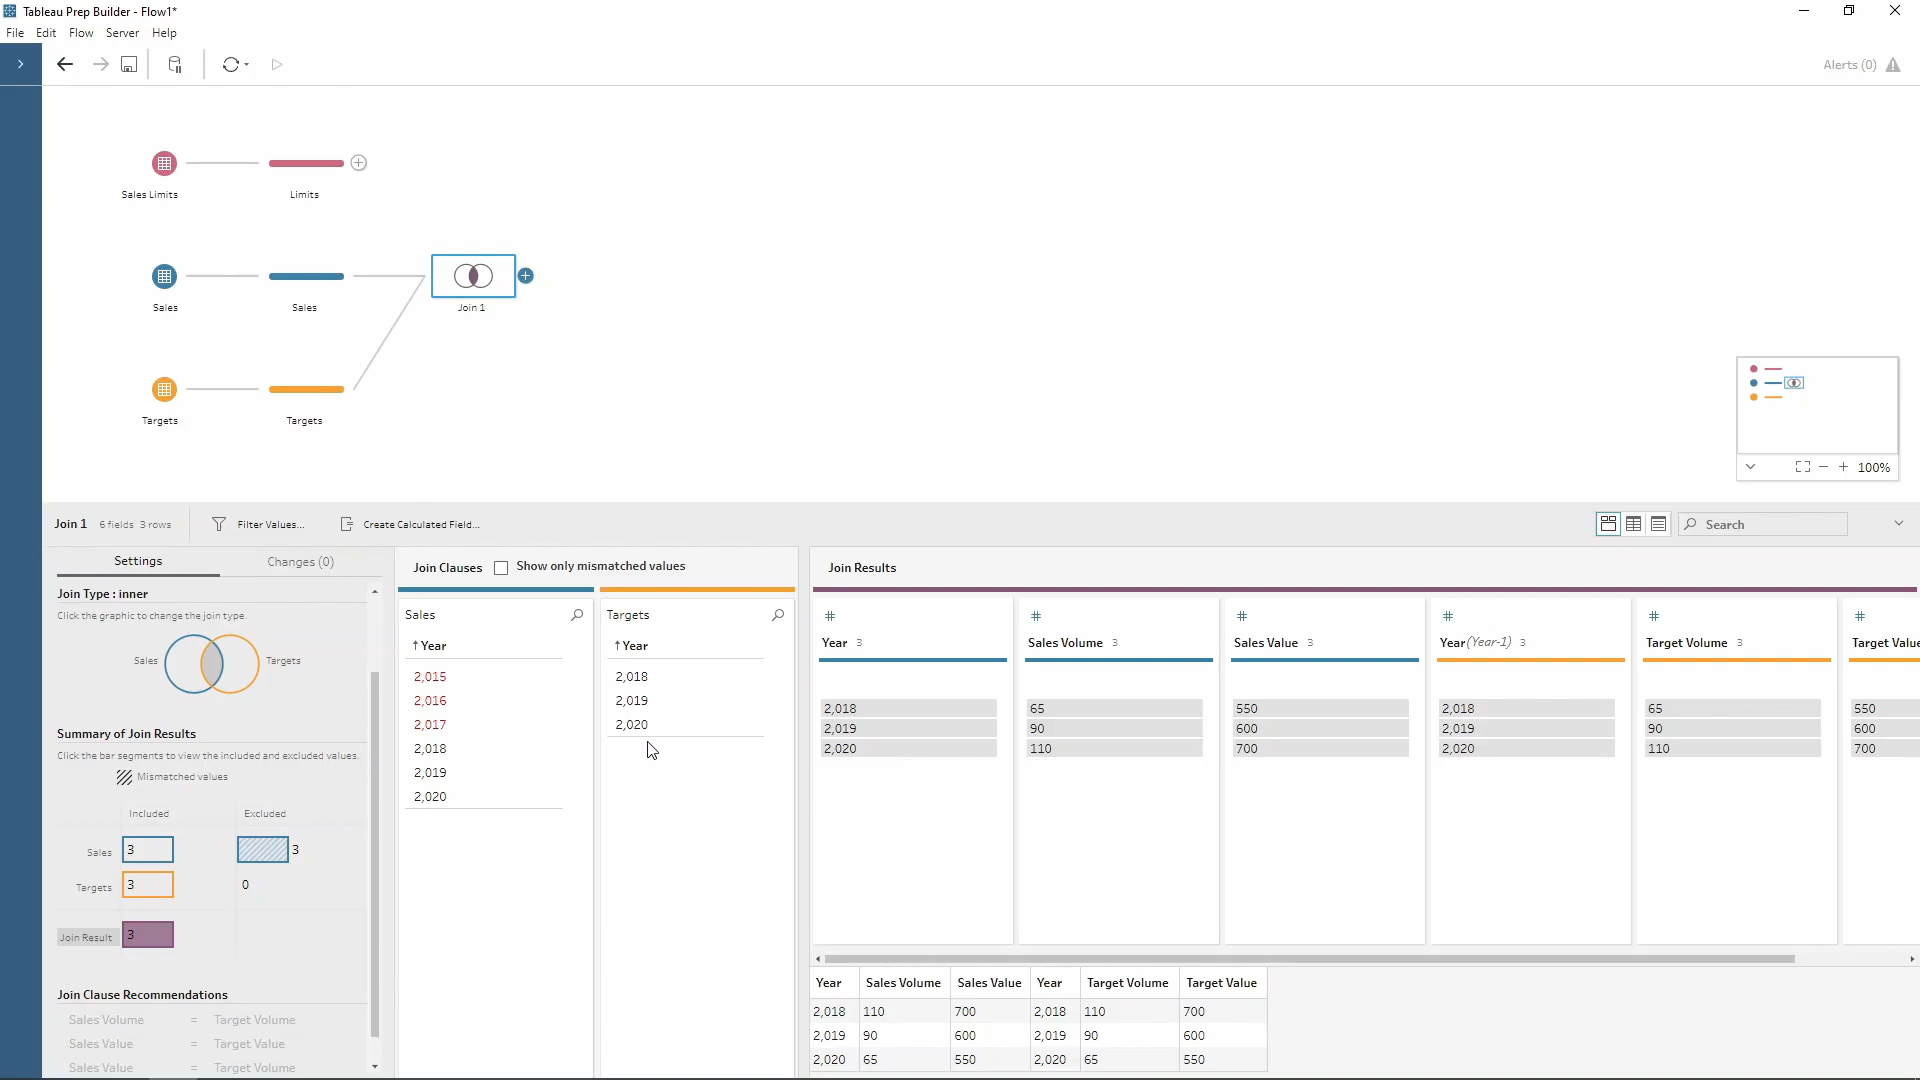 Tableau Prep Builder - Flow1*
File Edit Flow Server Help
Alerts (0)
Sales Limits
Limits
Sales
Sales
Join 1
Targets
Targets
100%
Join 1 6 fields 3 rows
Filter Values...
Create Calculated Field...
Search
Settings
Changes (0)
Join Type : inner
Click the graphic to change the join type.
Sales
Targets
Summary of Join Results
Click the bar segments to view the included and excluded values.
Mismatched values
Included Excluded
Sales 3 3
Targets 3 0
Join Result 3
Join Clause Recommendations
Sales Volume = Target Volume
Sales Value = Target Value
Sales Value = Target Volume
Join Clauses
Show only mismatched values
Sales
Year
2,015
2,016
2,017
2,018
2,019
2,020
Targets
Year
2,018
2,019
2,020
Join Results
# # # # # #
Year 3 Sales Volume 3 Sales Value 3 Year (Year-1) 3 Target Volume 3 Target Value
2,018 65 550 2,018 65 550
2,019 90 600 2,019 90 600
2,020 110 700 2,020 110 700
Year Sales Volume Sales Value Year Target Volume Target Value
2,018 110 700 2,018 110 700
2,019 90 600 2,019 90 600
2,020 65 550 2,020 65 550